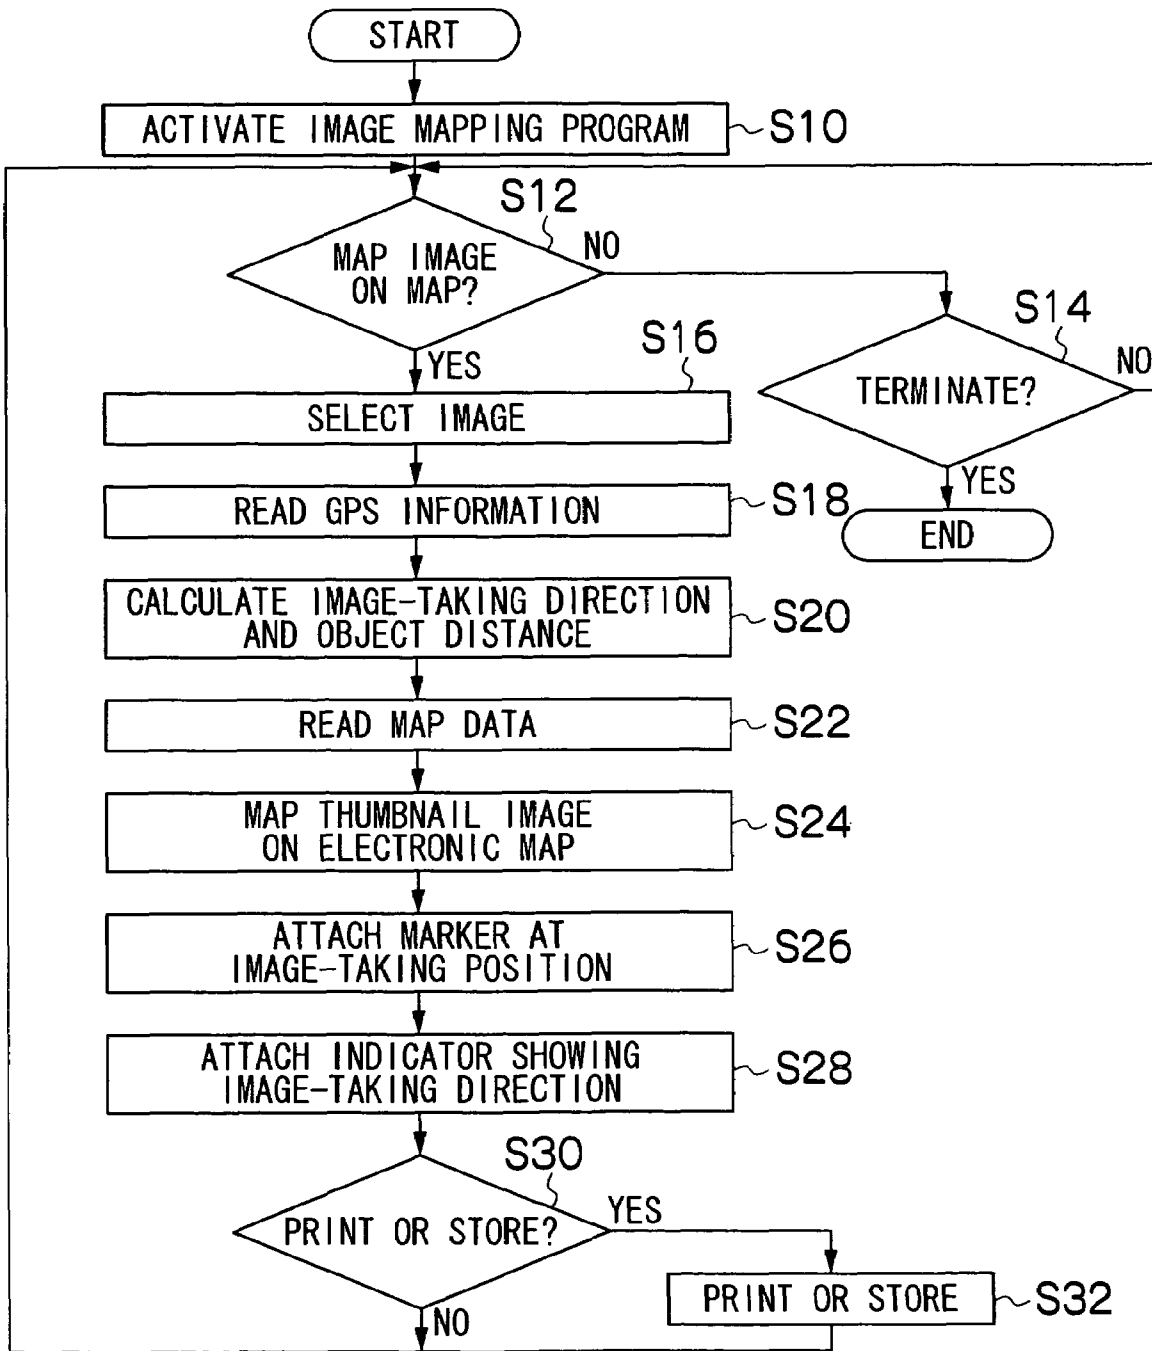 START
ACTIVATE IMAGE MAPPING PROGRAM
S10
S12
MAP IMAGE
ON MAP?
NO
YES
S14
TERMINATE?
NO
YES
END
S16
SELECT IMAGE
READ GPS INFORMATION
S18
CALCULATE IMAGE-TAKING DIRECTION
AND OBJECT DISTANCE
S20
READ MAP DATA
S22
MAP THUMBNAIL IMAGE
ON ELECTRONIC MAP
S24
ATTACH MARKER AT
IMAGE-TAKING POSITION
S26
ATTACH INDICATOR SHOWING
IMAGE-TAKING DIRECTION
S28
S30
PRINT OR STORE?
YES
NO
PRINT OR STORE
S32